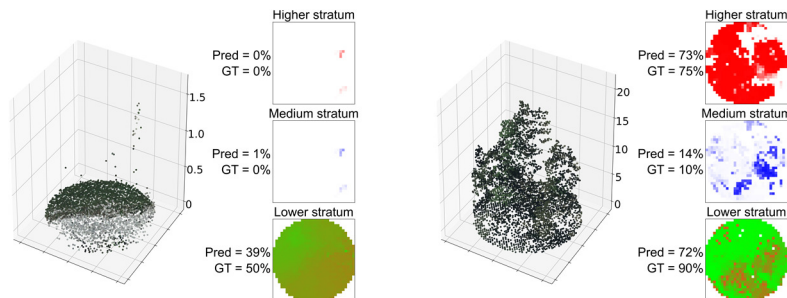 Higher stratum
Pred = 0%
GT = 0%
1.5
1.0
0.5
0
Medium stratum
Pred = 1%
GT = 0%
Lower stratum
Pred = 39%
GT = 50%
Higher stratum
Pred = 73%
GT = 75%
20
15
10
5
0
Medium stratum
Pred = 14%
GT = 10%
Lower stratum
Pred = 72%
GT = 90%